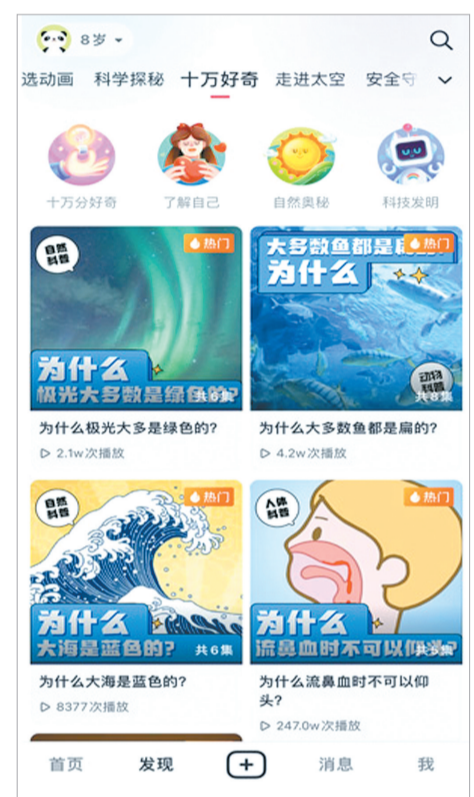 8岁
选动画 科学探秘 十万好奇 走进太空 安全守
十万分好奇 了解自己 自然奥秘 科技发明
自然
科普
热门
为什么
极光大多数是绿色的?
共6集
为什么极光大多是绿色的?
2.1w次播放
热门
大多数鱼都是扁的?
为什么
动物
科普
共8集
为什么大多数鱼都是扁的?
4.2w次播放
自然
科普
热门
为什么
大海是蓝色的?
共6集
为什么大海是蓝色的?
8377次播放
人体
科普
热门
为什么
流鼻血时不可以仰头?
为什么流鼻血时不可以仰
头?
247.0w次播放
首页 发现 消息 我